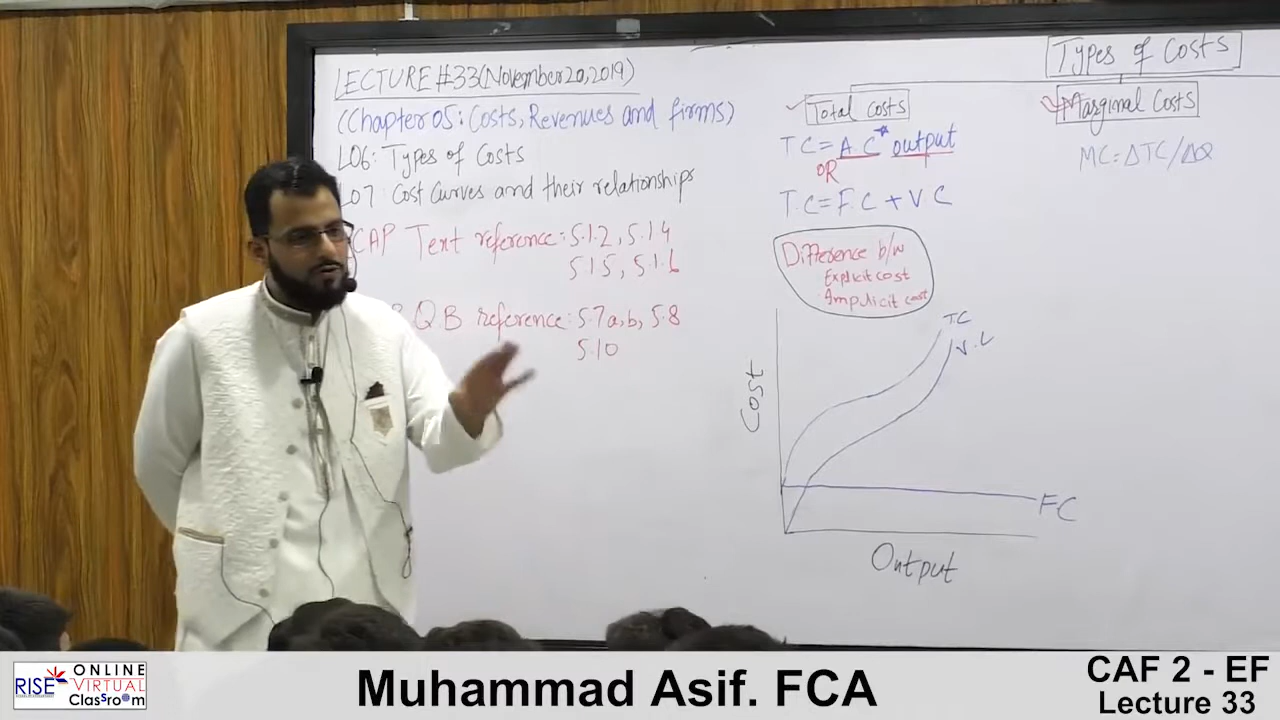 LECTURE #33(November 20,2019)
(Chapter 05: Costs, Revenues and firms)
LO6: Types of Costs
LO7: Cost Curves and their relationships
CAP Text reference: 5.1.2, 5.1.4
5.1.5, 5.1.6
Q.B reference: 5.7a,b, 5.8
5.10
Types of Costs
Total Costs
TC = A.C * output
OR
T.C = F.C + V.C
Difference b/w
Explicit cost
Ampulicit cost
Marginal Costs
MC = ΔTC/ΔQ
TC
V.C
Cost
FC
Output
RISE
ONLINE
VIRTUAL
Classroom
Muhammad Asif. FCA
CAF 2 - EF
Lecture 33